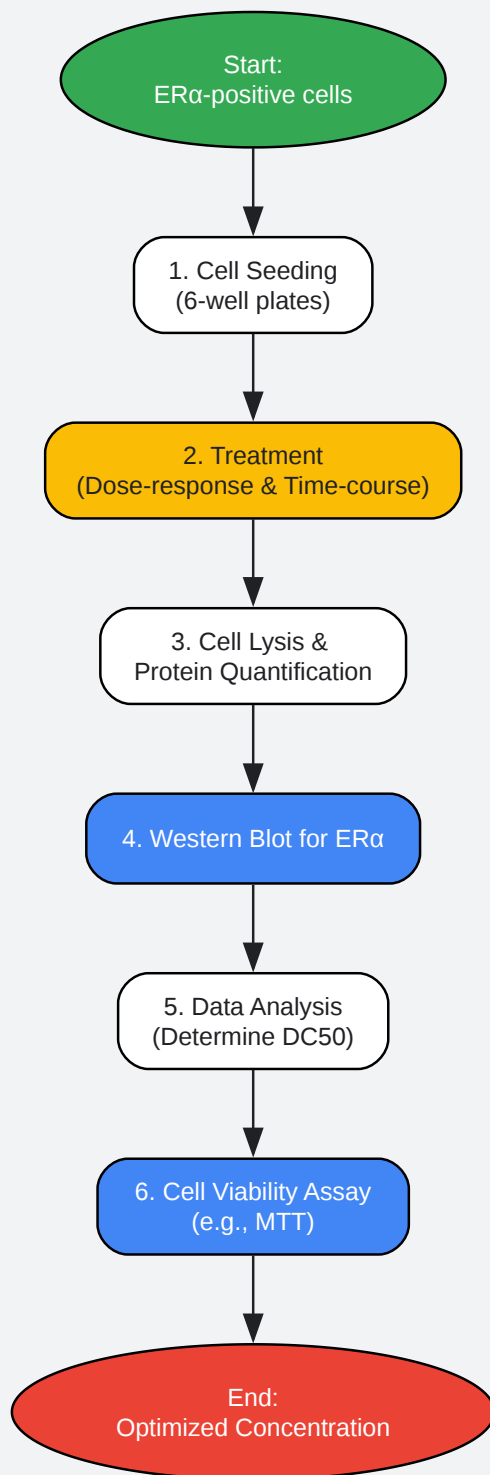 Start:
ERα-positive cells
1. Cell Seeding
(6-well plates)
2. Treatment
(Dose-response & Time-course)
3. Cell Lysis &
Protein Quantification
4. Western Blot for ERα
5. Data Analysis
(Determine DC50)
6. Cell Viability Assay
(e.g., MTT)
End:
Optimized Concentration